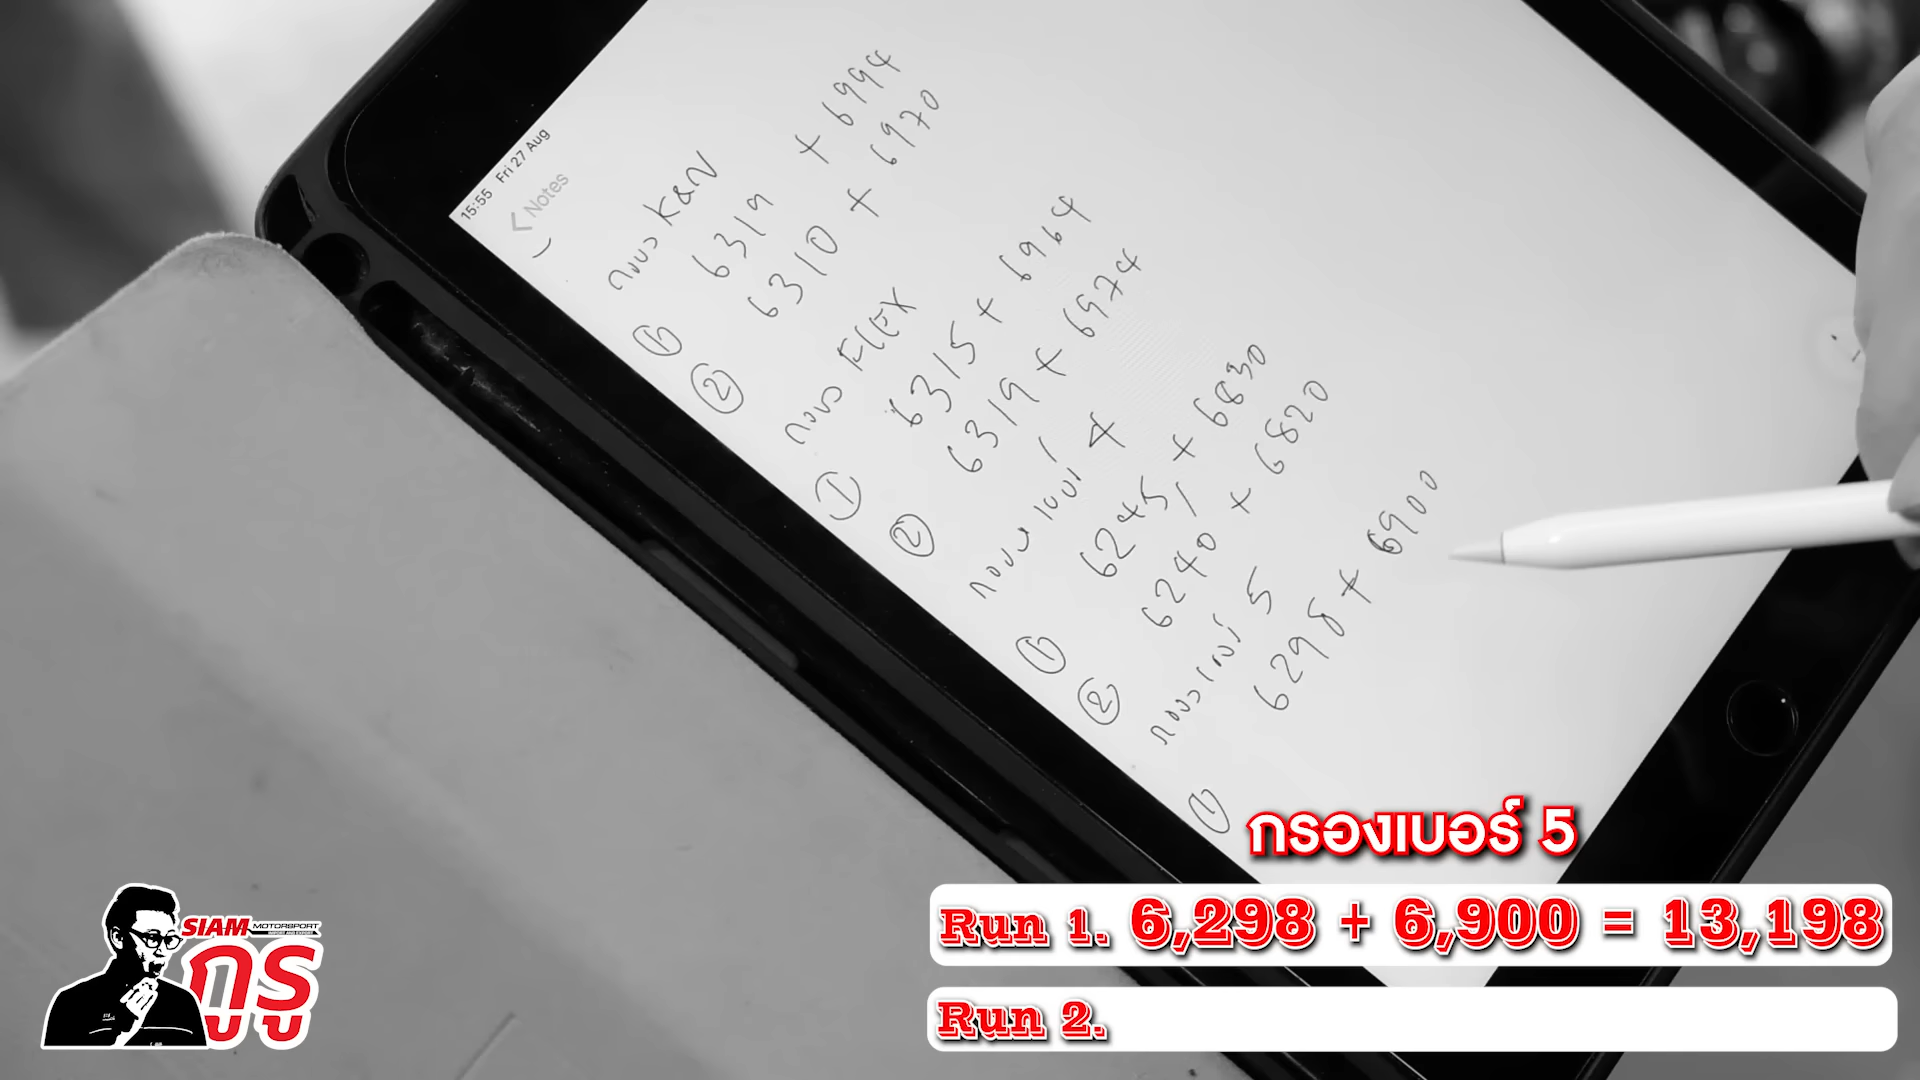 15:55 Fri 27 Aug
Notes
กรอง K&N
① 6319 + 6994
② 6310 + 6970
กรอง FLEX
① 6315 + 6964
② 6319 + 6974
กรอง เบอร์ 4
① 6245 + 6830
② 6240 + 6820
กรองเบอร์ 5
① 6298 + 6900
กรองเบอร์ 5
Run 1. 6,298 + 6,900 = 13,198
Run 2.
SIAM MOTORSPORT
กูรู